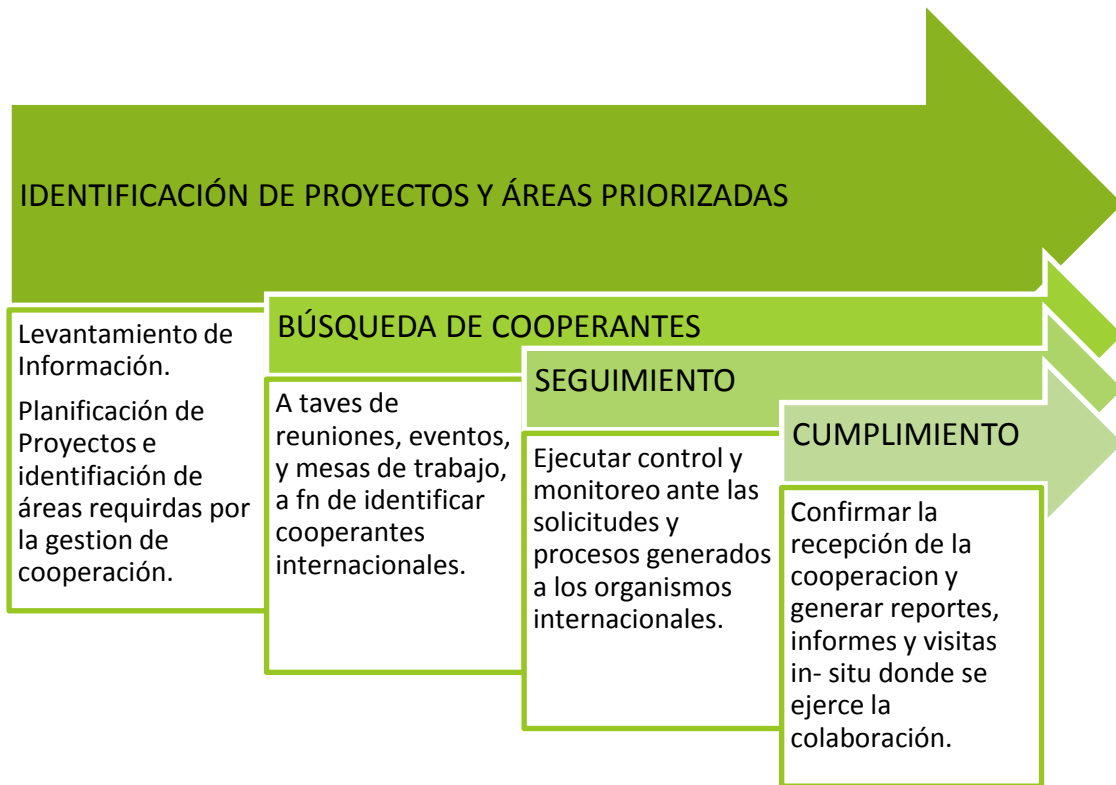 IDENTIFICACIÓN DE PROYECTOS Y ÁREAS PRIORIZADAS
Levantamiento de
Información.
Planificación de
Proyectos e
identifiación de
áreas requirdas por
la gestion de
cooperación.
BÚSQUEDA DE COOPERANTES
A taves de
reuniones, eventos,
y mesas de trabajo,
a fn de identificar
cooperantes
internacionales.
SEGUIMIENTO
Ejecutar control y
monitoreo ante las
solicitudes y
procesos generados
a los organismos
internacionales.
CUMPLIMIENTO
Confirmar la
recepción de la
cooperacion y
generar reportes,
informes y visitas
in- situ donde se
ejerce la
colaboración.